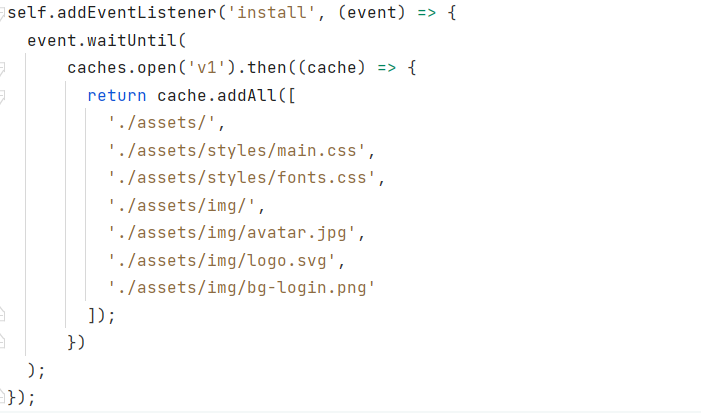 self.addEventListener('install', (event) => {
  event.waitUntil(
      caches.open('v1').then((cache) => {
        return cache.addAll([
          './assets/',
          './assets/styles/main.css',
          './assets/styles/fonts.css',
          './assets/img/',
          './assets/img/avatar.jpg',
          './assets/img/logo.svg',
          './assets/img/bg-login.png'
        ]);
      })
  );
});